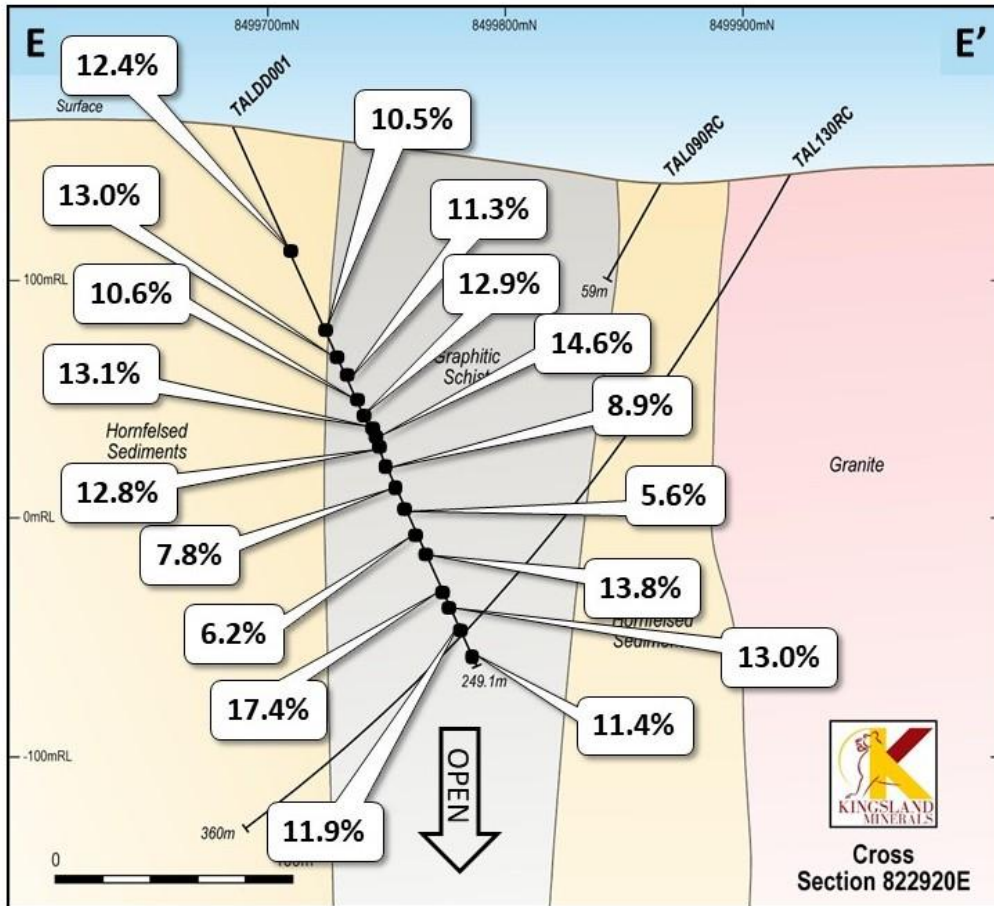 8499700mN
8499800mN
8499900mN
E
E'
12.4%
Surface
TALDD001
10.5%
TAL090RC
TAL130RC
13.0%
11.3%
100mRL
10.6%
12.9%
59m
14.6%
Graphitic
Schist
13.1%
8.9%
Hornfelsed
Sediments
Granite
12.8%
5.6%
0mRL
7.8%
13.8%
Hornfelsed
6.2%
13.0%
249.1m
17.4%
11.4%
-100mRL
OPEN
360m
11.9%
KINGSLAND
MINERALS
0
Cross
Section 822920E